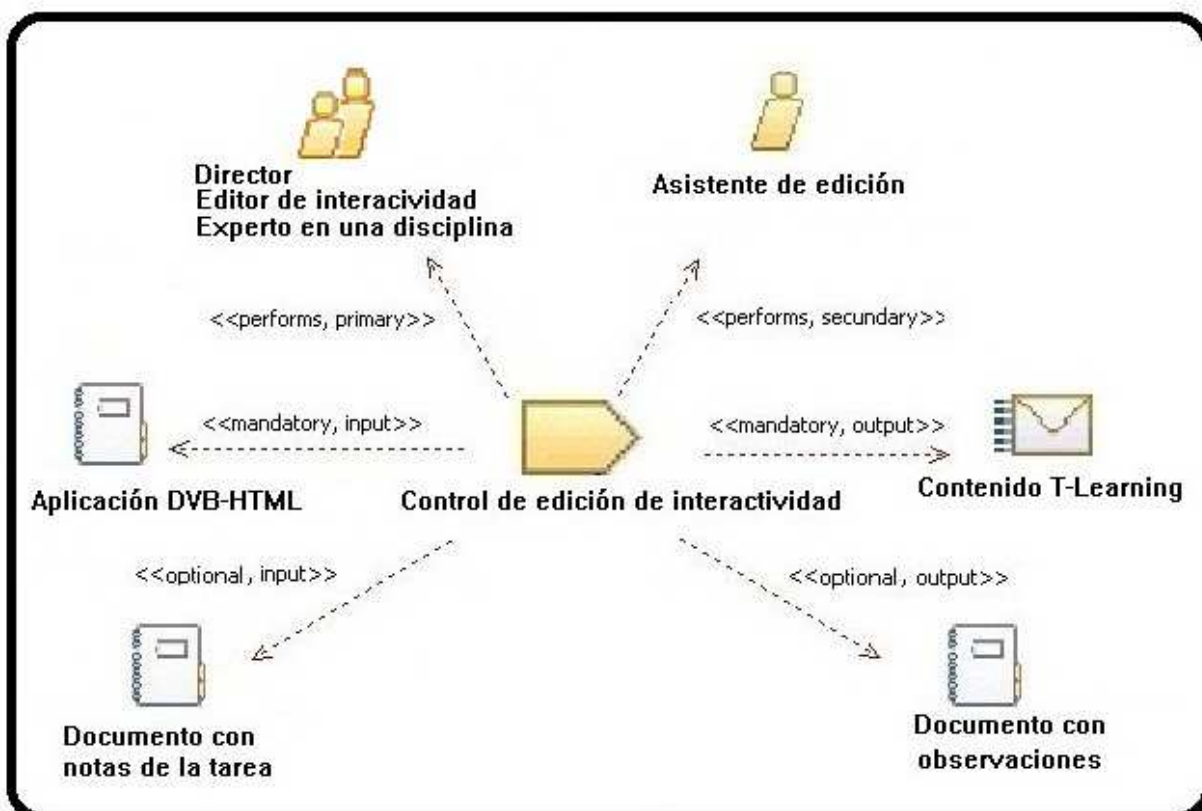 Director
Editor de interacividad
Experto en una disciplina
Asistente de edición
<<performs, primary>>
<<performs, secundary>>
<<mandatory, input>>
<<mandatory, output>>
Aplicación DVB-HTML
Control de edición de interactividad
Contenido T-Learning
<<optional, input>>
<<optional, output>>
Documento con
notas de la tarea
Documento con
observaciones